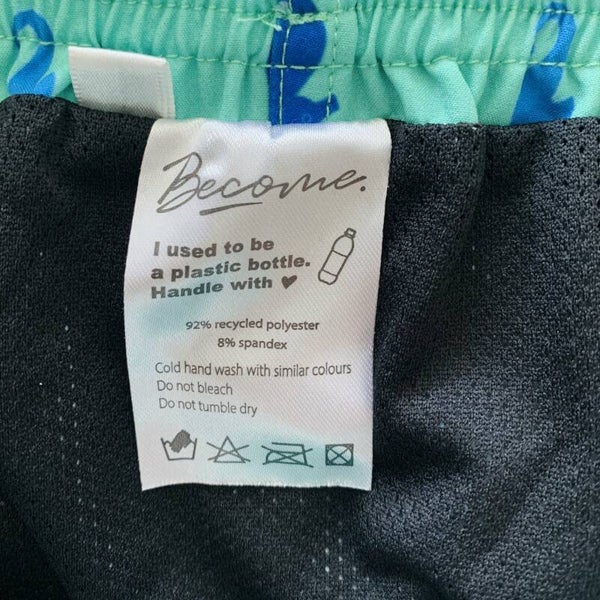 Become.
I used to be
a plastic bottle.
Handle with ♥
92% recycled polyester
8% spandex
Cold hand wash with similar colours
Do not bleach
Do not tumble dry